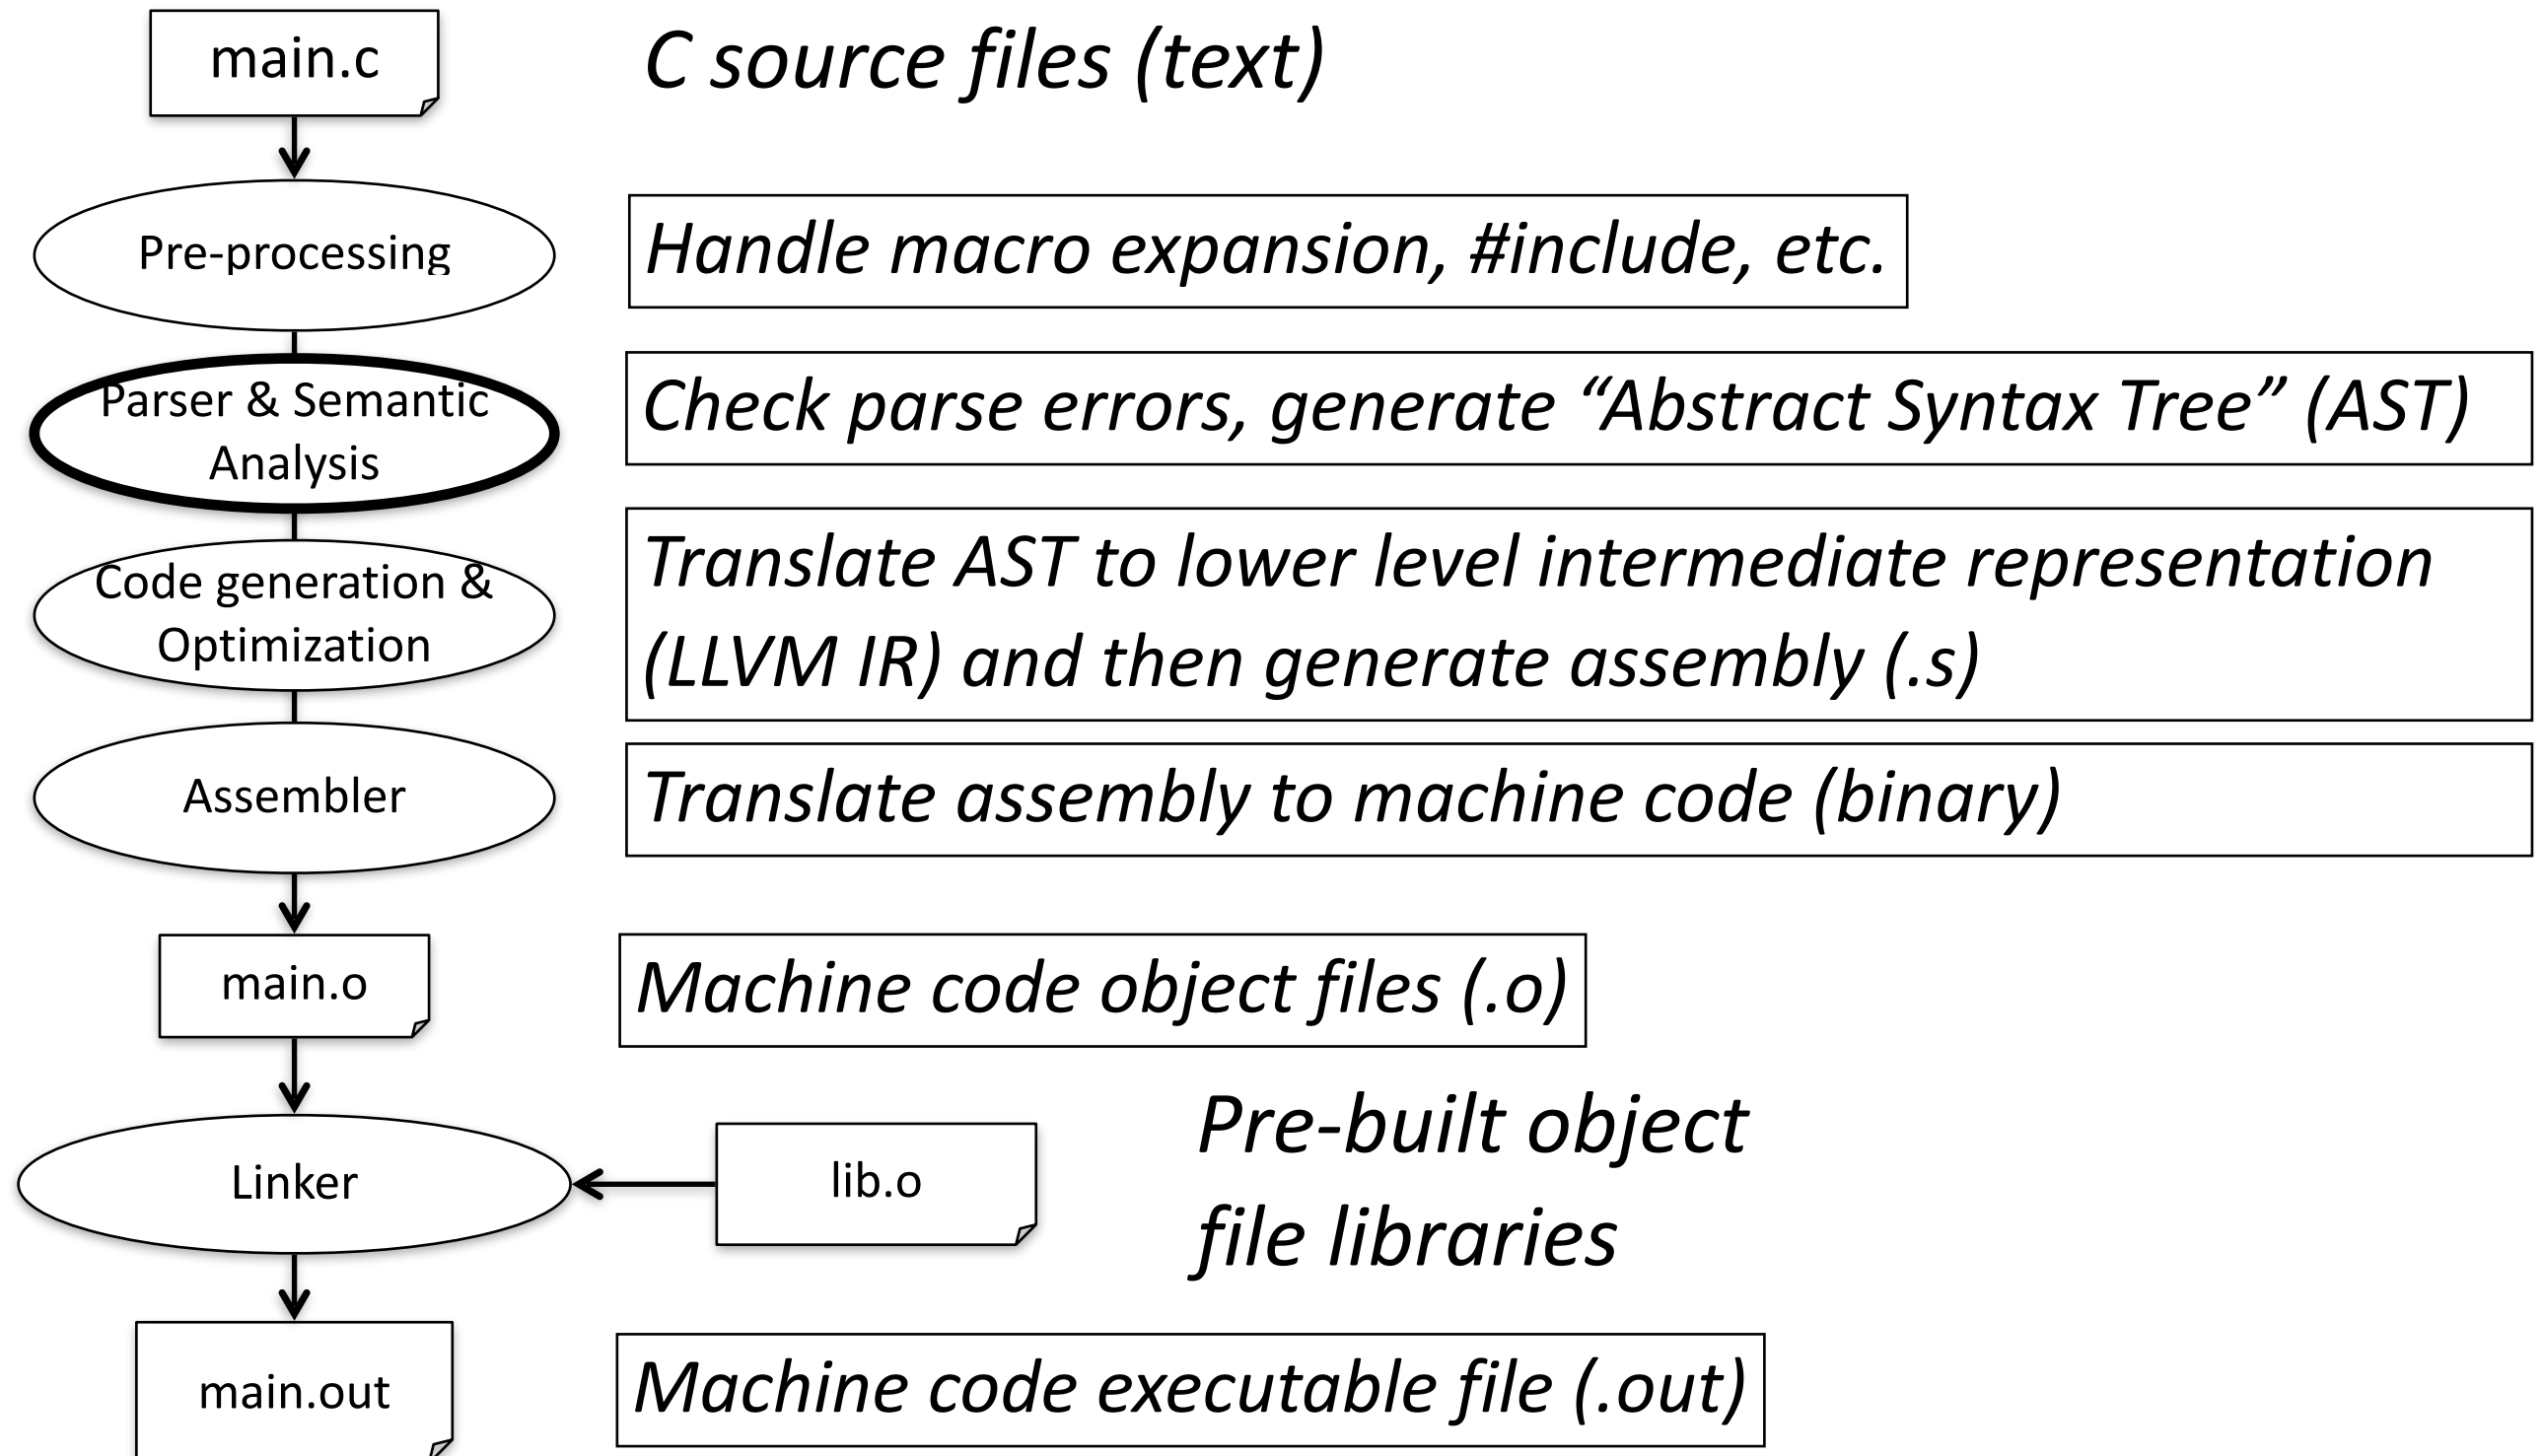 main.c
C source files (text)
Pre-processing
Handle macro expansion, #include, etc.
Parser & Semantic
Analysis
Check parse errors, generate “Abstract Syntax Tree” (AST)
Code generation &
Optimization
Translate AST to lower level intermediate representation
(LLVM IR) and then generate assembly (.s)
Assembler
Translate assembly to machine code (binary)
main.o
Machine code object files (.o)
Linker
lib.o
Pre-built object
file libraries
main.out
Machine code executable file (.out)